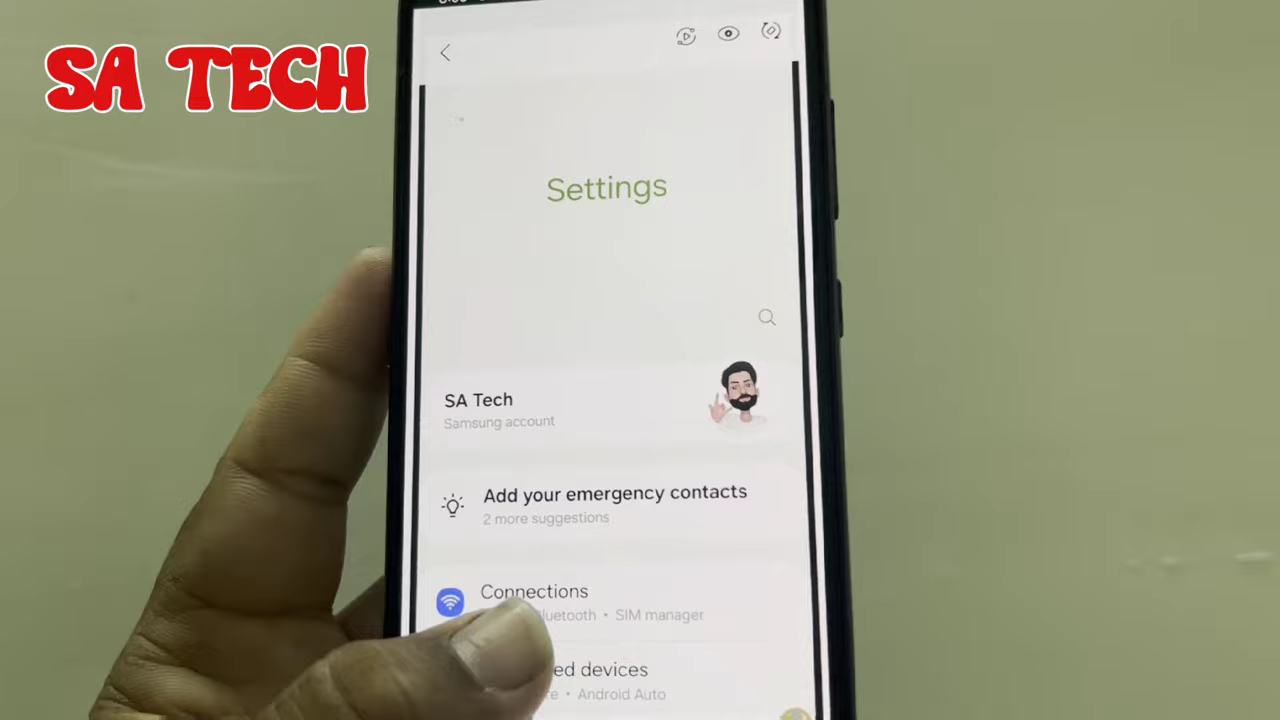 SA TECH
Settings
SA Tech
Samsung account
Add your emergency contacts
2 more suggestions
Connections
Bluetooth • SIM manager
devices
• Android Auto